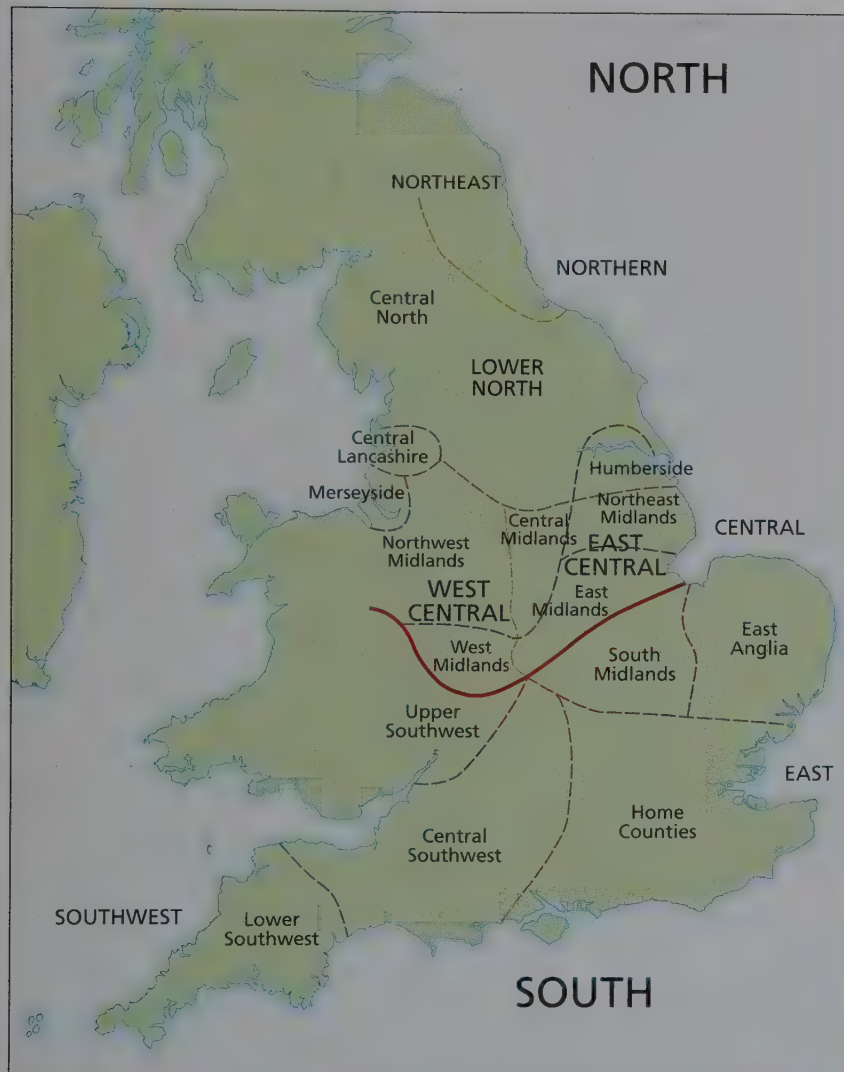 NORTH
NORTHEAST
NORTHERN
Central
North
LOWER
NORTH
Central
Lancashire
Humberside
Merseyside
Northeast
Midlands
Central
Midlands
CENTRAL
Northwest
Midlands
EAST
CENTRAL
WEST
CENTRAL
East
Midlands
East
Anglia
West
Midlands
South
Midlands
Upper
Southwest
EAST
Home
Counties
Central
Southwest
SOUTHWEST
Lower
Southwest
SOUTH